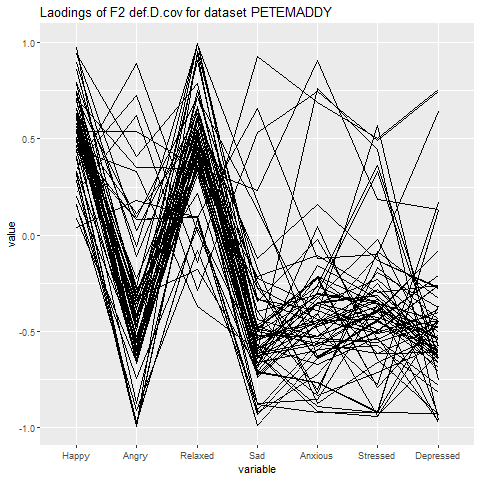 Laodings of F2 def.D.cov for dataset PETEMADDY
1.0
0.5
0.0
-0.5
-1.0
value
Happy Angry Relaxed Sad Anxious Stressed Depressed
variable